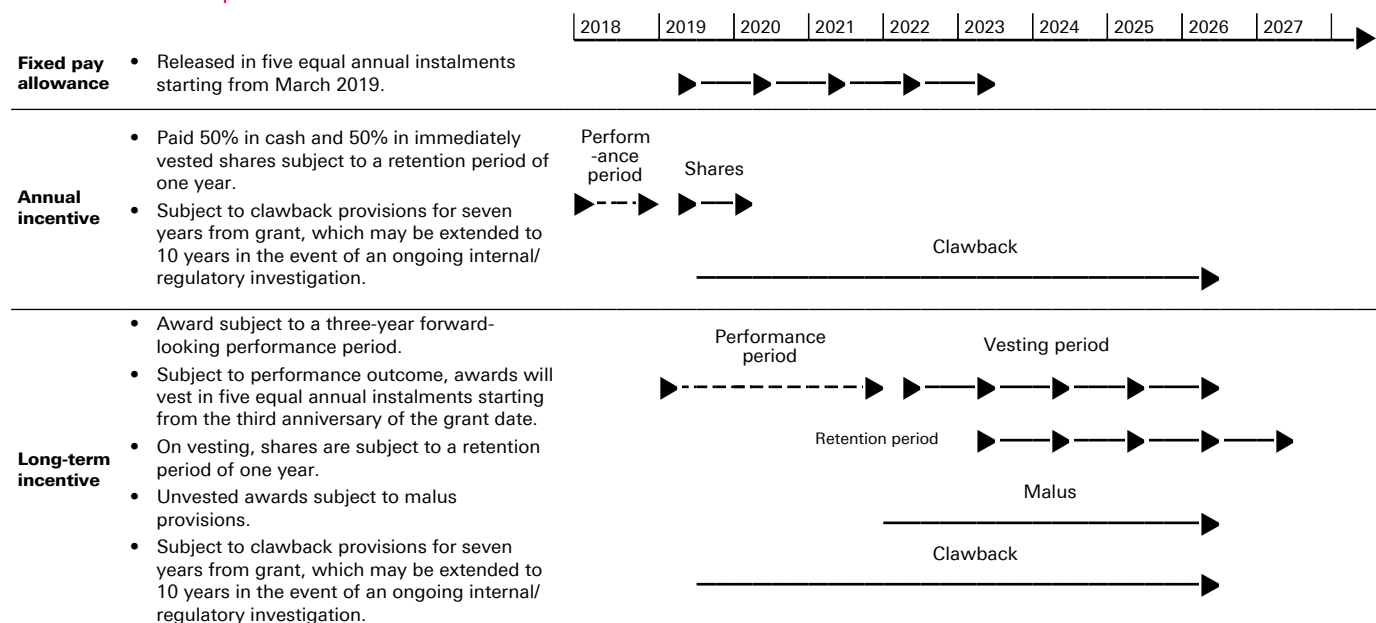 2018 2019 2020 2021 2022 2023 2024 2025 2026 2027
Fixed pay
allowance
• Released in five equal annual instalments
starting from March 2019.
Annual
incentive
• Paid 50% in cash and 50% in immediately
vested shares subject to a retention period of
one year.
• Subject to clawback provisions for seven
years from grant, which may be extended to
10 years in the event of an ongoing internal/
regulatory investigation.
Perform
-ance
period
Shares
Clawback
Long-term
incentive
• Award subject to a three-year forward-
looking performance period.
• Subject to performance outcome, awards will
vest in five equal annual instalments starting
from the third anniversary of the grant date.
• On vesting, shares are subject to a retention
period of one year.
• Unvested awards subject to malus
provisions.
• Subject to clawback provisions for seven
years from grant, which may be extended to
10 years in the event of an ongoing internal/
regulatory investigation.
Performance
period
Vesting period
Retention period
Malus
Clawback